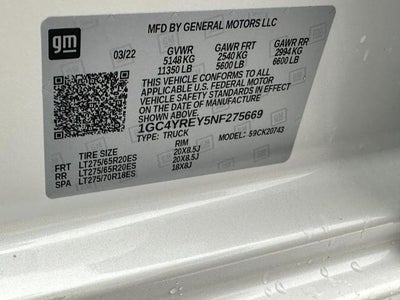 MFD BY GENERAL MOTORS LLC
gm
03/22 GVWR GAWR FRT GAWR RR
5148 KG 2540 KG 2994 KG
11350 LB 5600 LB 6600 LB
THIS VEHICLE CONFORMS TO ALL
APPLICABLE U.S. FEDERAL MOTOR
VEHICLE SAFETY STANDARDS IN EFFECT
ON THE DATE OF MANUFACTURE
SHOWN ABOVE.
1GC4YREY5NF275669
TYPE: TRUCK MODEL: 59CK20743
TIRE SIZE RIM
FRT LT275/65R20ES 20X8.5J
RR LT275/65R20ES 20X8.5J
SPA LT275/70R18ES 18X8J